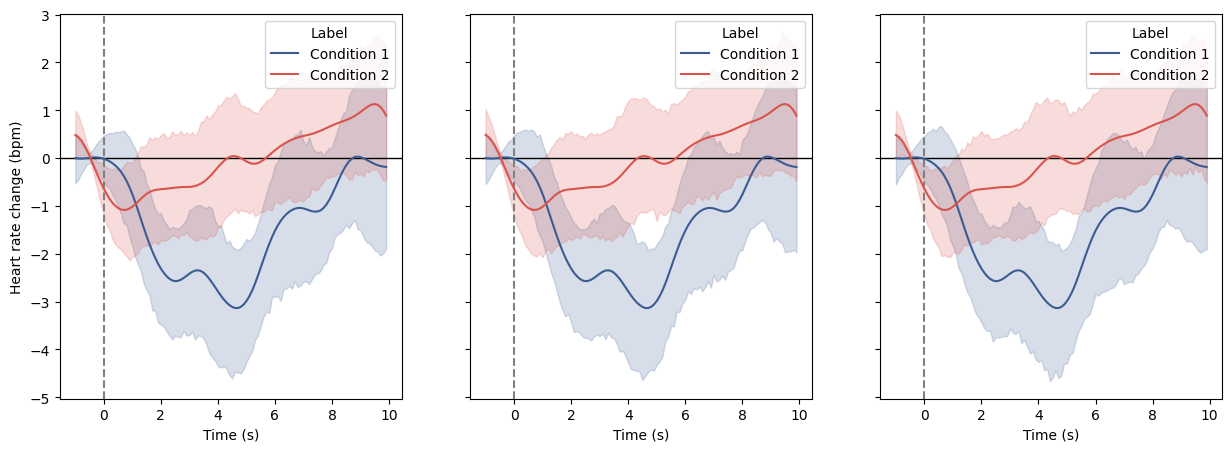 Heart rate change (bpm)
3
2
1
0
−1
−2
−3
−4
−5
Label
Condition 1
Condition 2
0 2 4 6 8 10
Time (s)
Label
Condition 1
Condition 2
0 2 4 6 8 10
Time (s)
Label
Condition 1
Condition 2
0 2 4 6 8 10
Time (s)